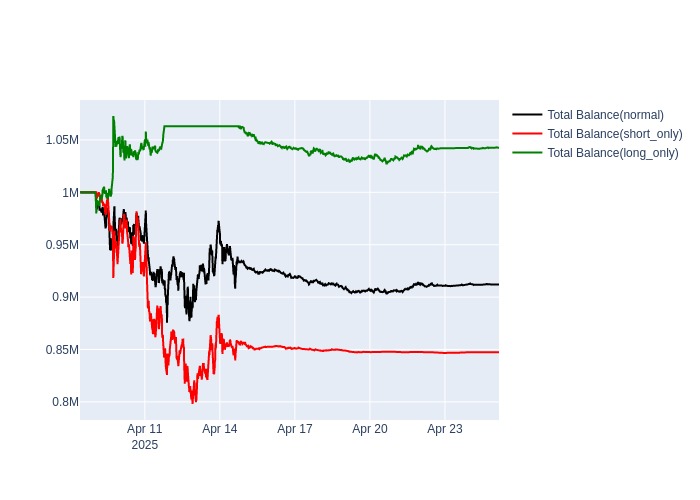 Total Balance(normal)
Total Balance(short_only)
Total Balance(long_only)
1.05M
1M
0.95M
0.9M
0.85M
0.8M
Apr 11
2025
Apr 14
Apr 17
Apr 20
Apr 23